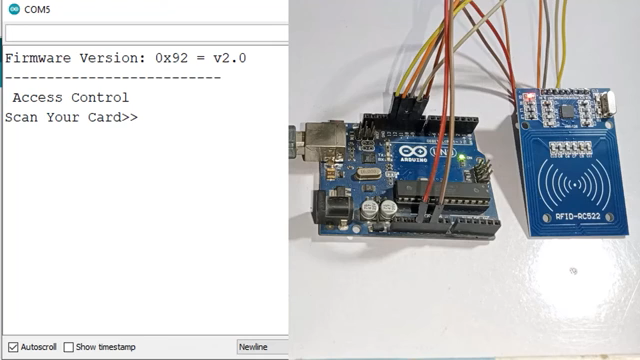 COM5
Firmware Version: 0x92 = v2.0
--------------------------
Access Control
Scan Your Card>>
Autoscroll
Show timestamp
Newline
UNO
ARDUINO
RFID-RC522